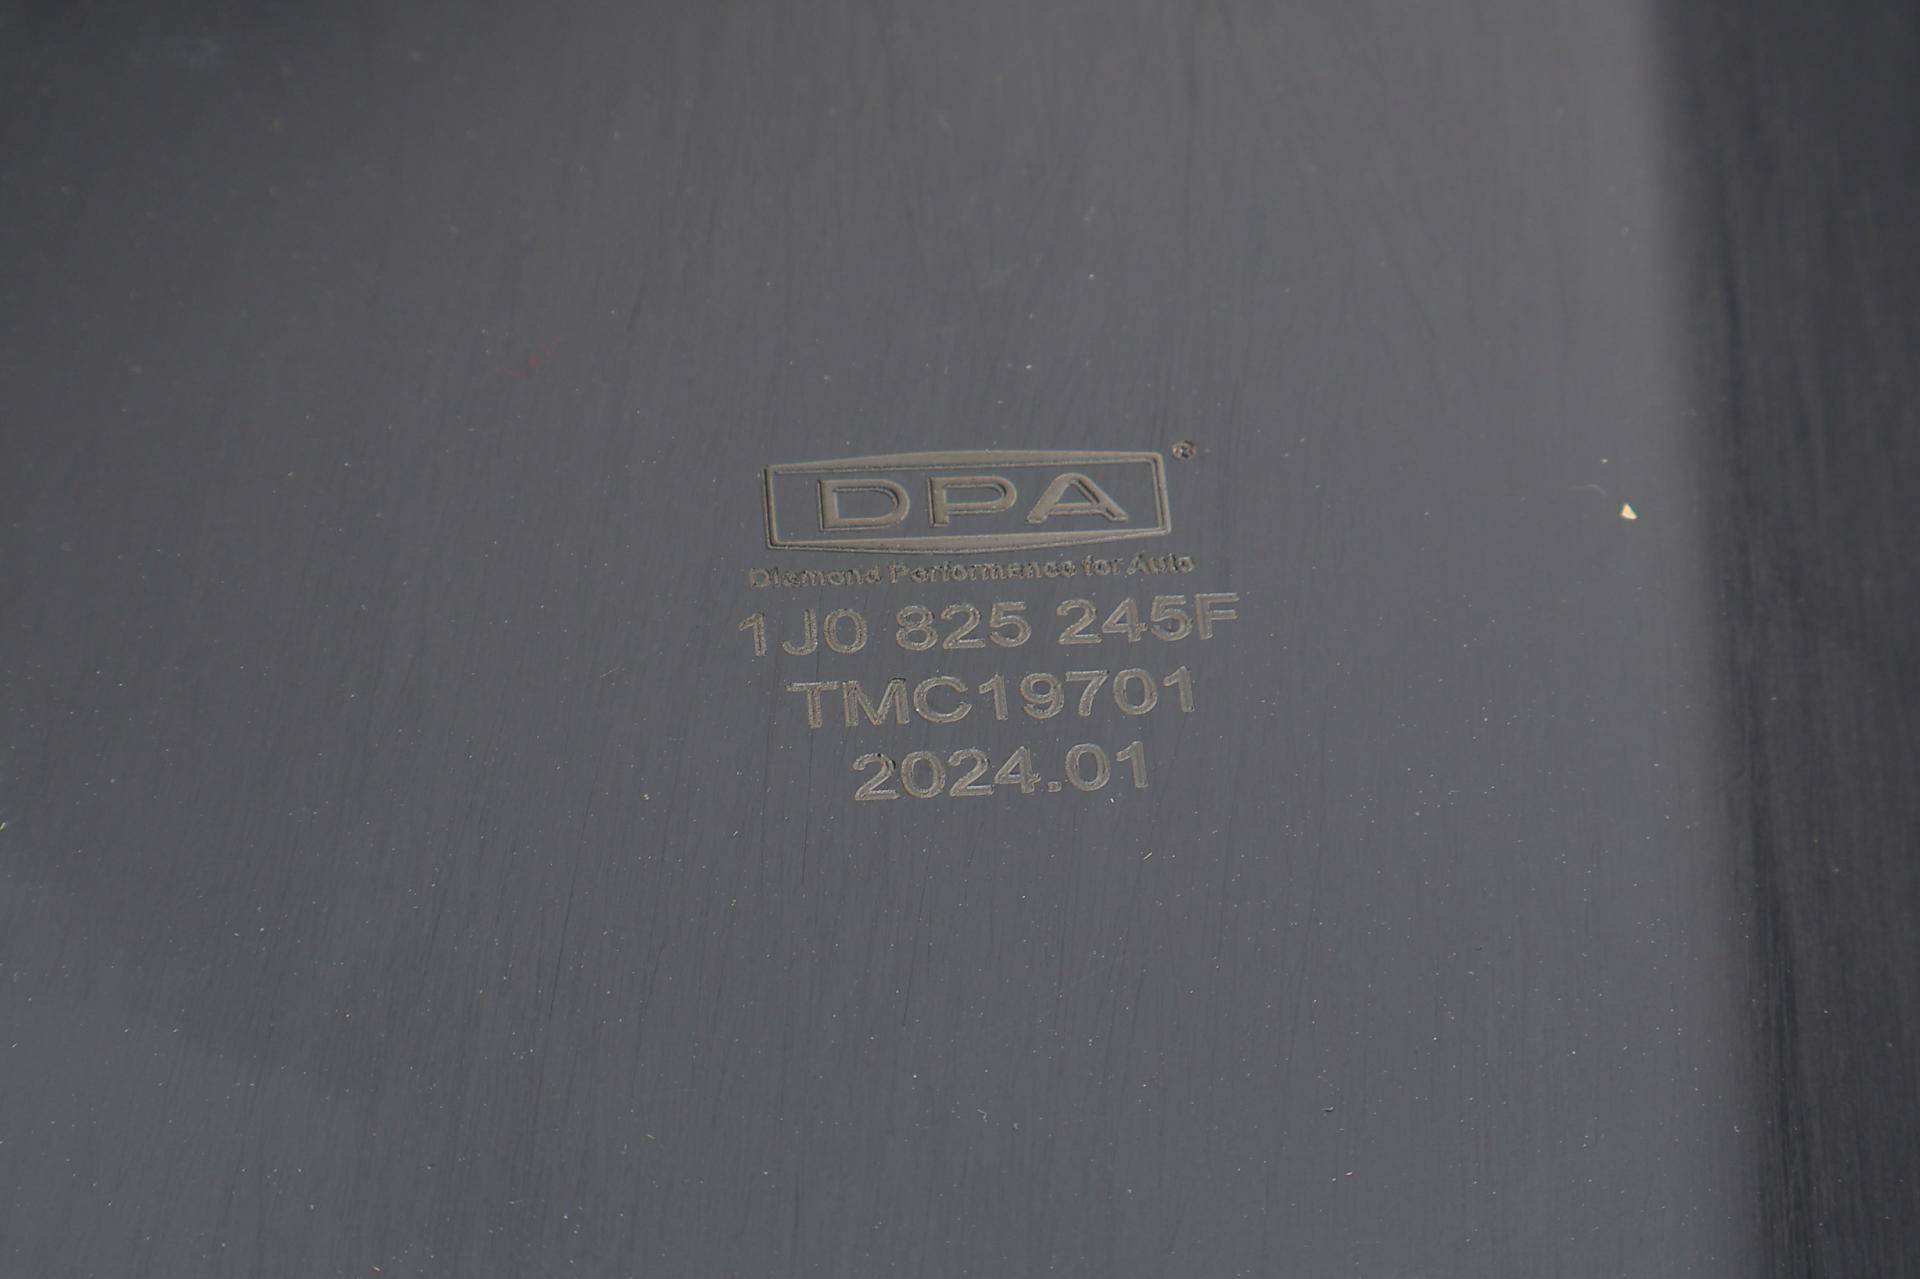 DPA®
Diamond Performance for Auto
1J0 825 245F
TMC19701
2024.01